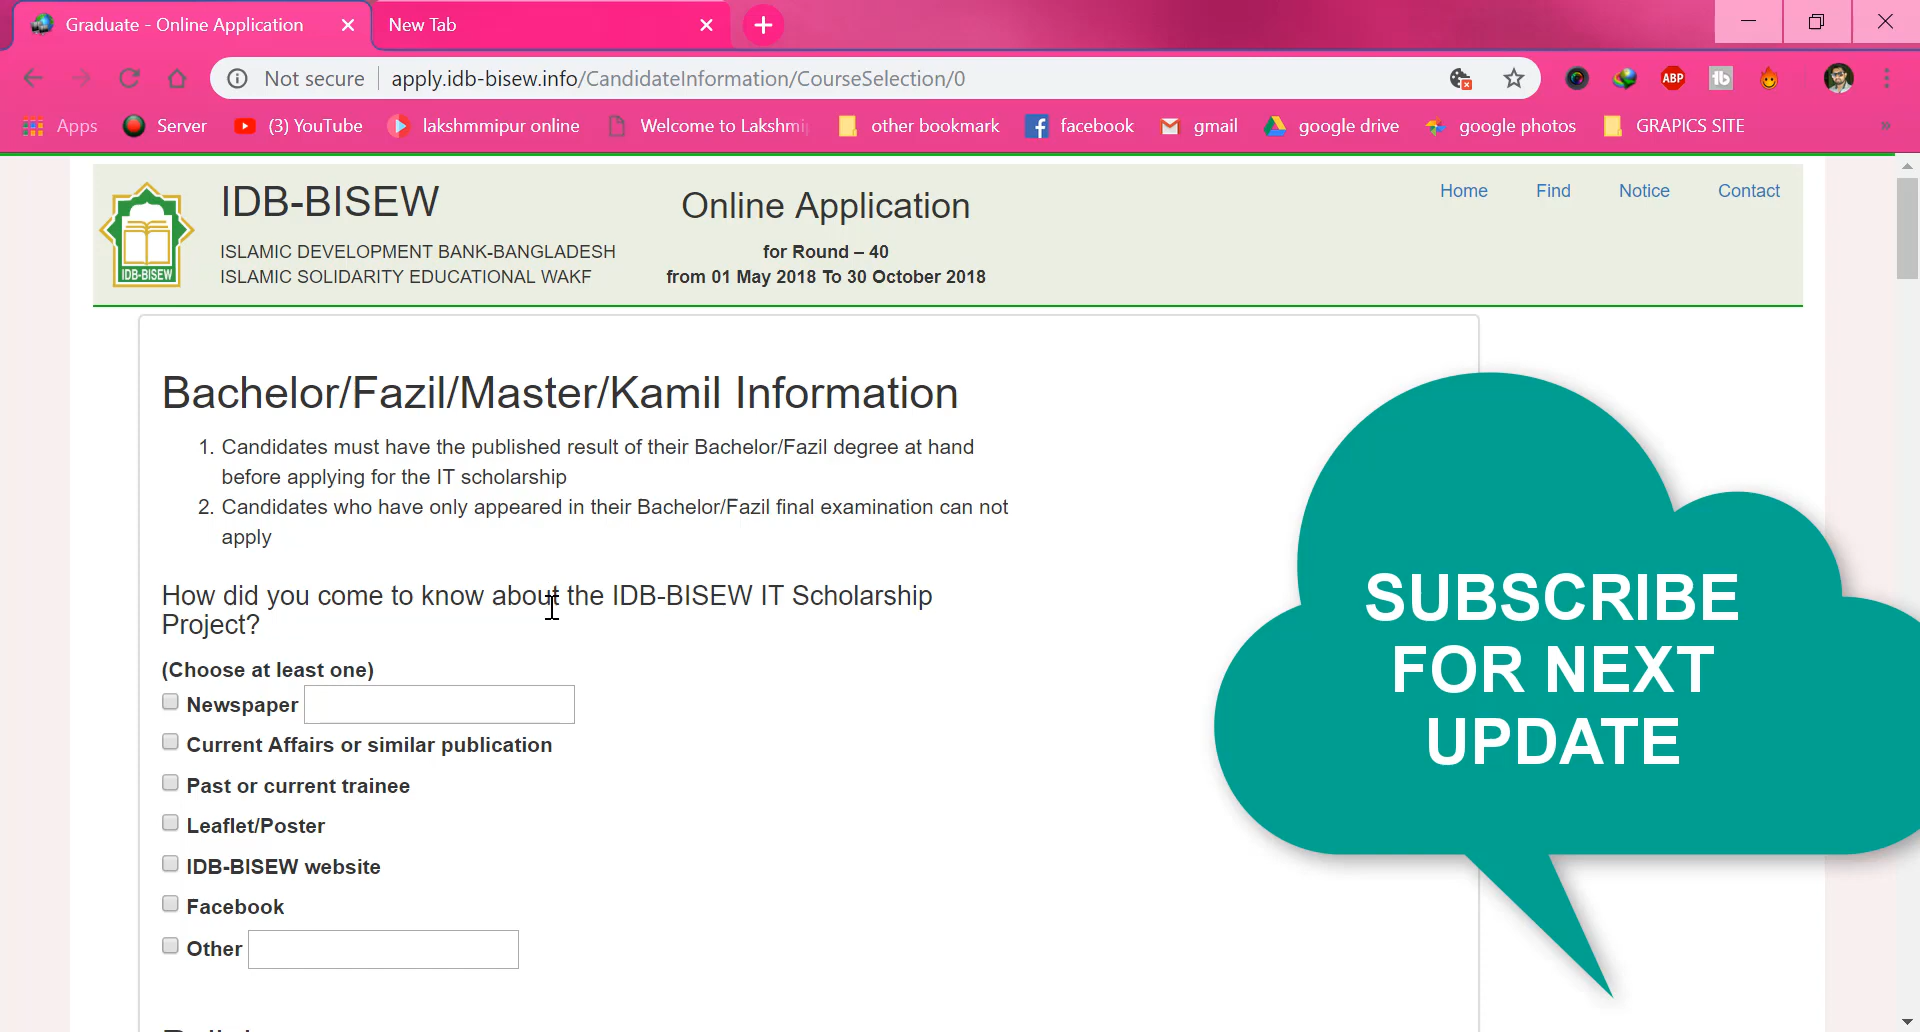 Graduate - Online Application
New Tab
Not secure
apply.idb-bisew.info/CandidateInformation/CourseSelection/0
ABP
Apps
Server
(3) YouTube
lakshmmipur online
Welcome to Lakshmi
other bookmark
facebook
gmail
google drive
google photos
GRAPICS SITE
IDB-BISEW
IDB-BISEW
ISLAMIC DEVELOPMENT BANK-BANGLADESH
ISLAMIC SOLIDARITY EDUCATIONAL WAKF
Online Application
for Round – 40
from 01 May 2018 To 30 October 2018
Home
Find
Notice
Contact
Bachelor/Fazil/Master/Kamil Information
1. Candidates must have the published result of their Bachelor/Fazil degree at hand
before applying for the IT scholarship
2. Candidates who have only appeared in their Bachelor/Fazil final examination can not
apply
How did you come to know about the IDB-BISEW IT Scholarship
Project?
(Choose at least one)
Newspaper
Current Affairs or similar publication
Past or current trainee
Leaflet/Poster
IDB-BISEW website
Facebook
Other
SUBSCRIBE
FOR NEXT
UPDATE